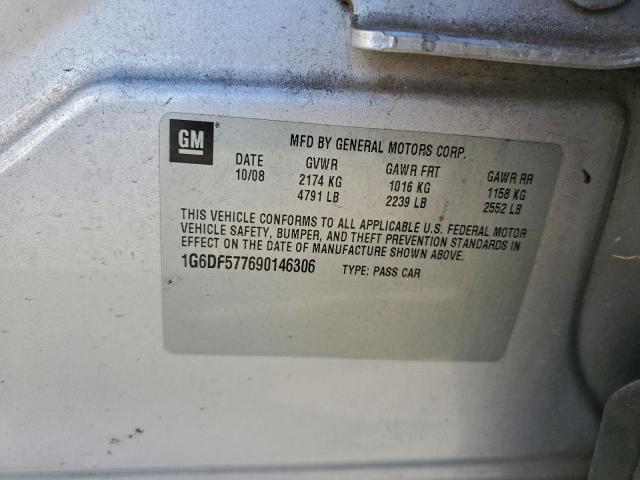 GM ®
MFD BY GENERAL MOTORS CORP.
DATE GVWR GAWR FRT GAWR RR
10/08 2174 KG 1016 KG 1158 KG
4791 LB 2239 LB 2552 LB
THIS VEHICLE CONFORMS TO ALL APPLICABLE U.S. FEDERAL MOTOR
VEHICLE SAFETY, BUMPER, AND THEFT PREVENTION STANDARDS IN
EFFECT ON THE DATE OF MANUFACTURE SHOWN ABOVE.
1G6DF577690146306 TYPE: PASS CAR